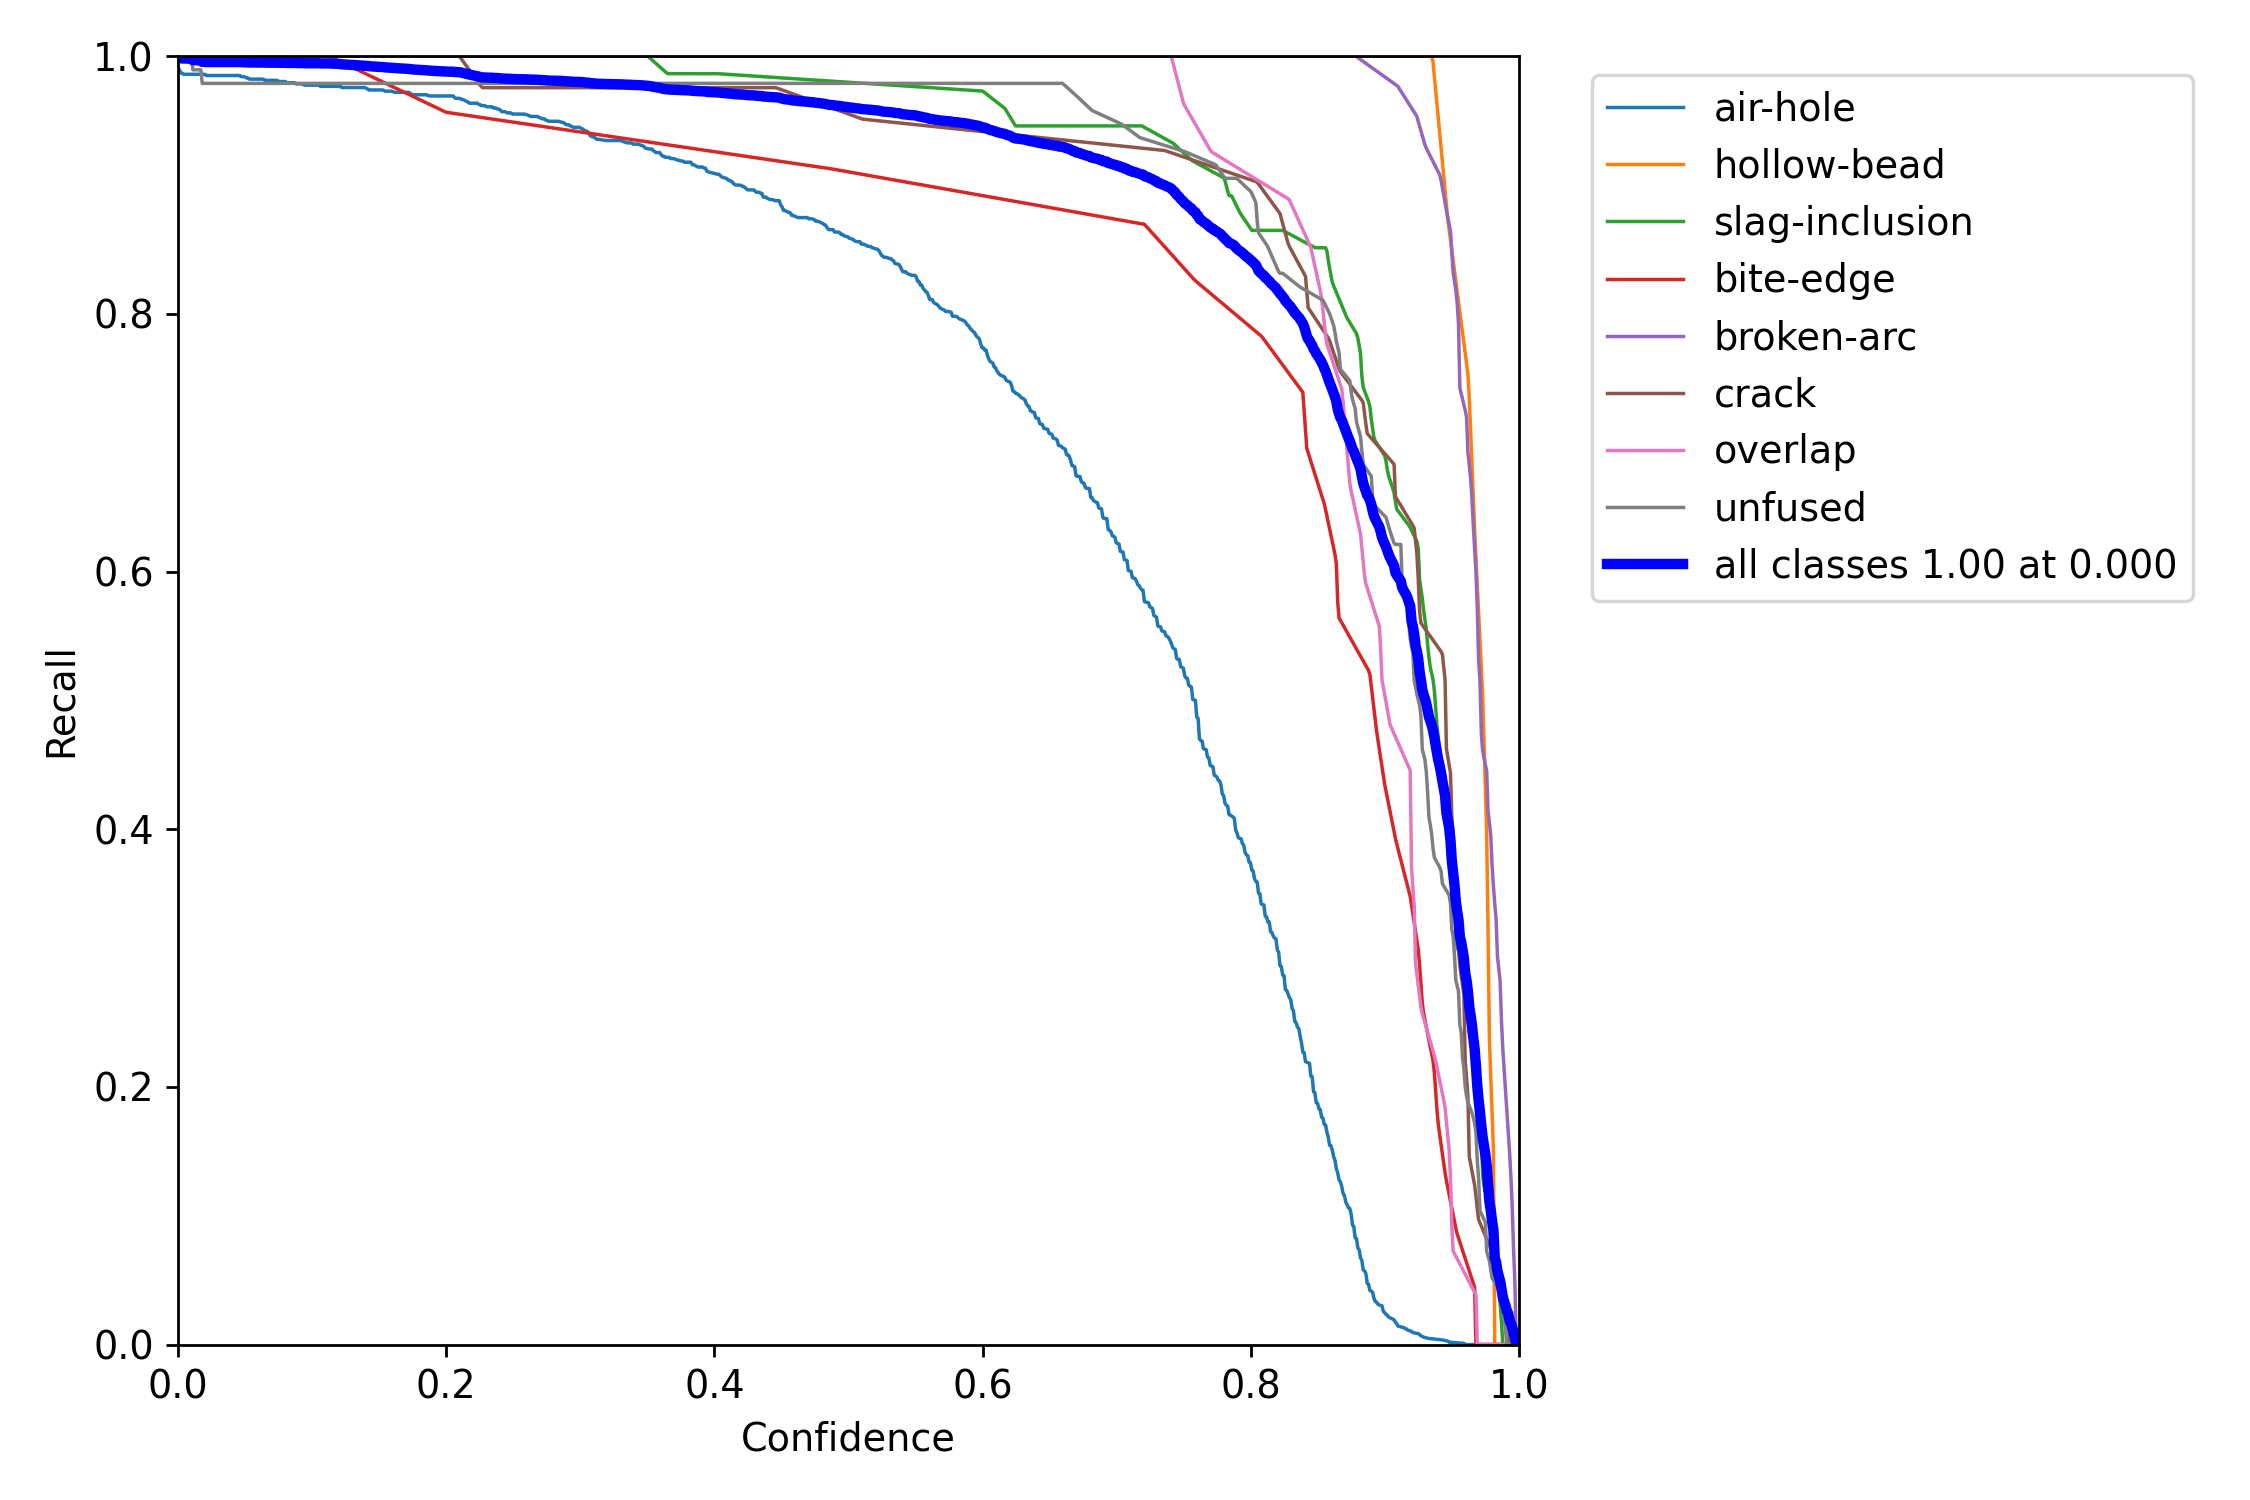 1.0
0.8
0.6
0.4
0.2
0.0
Recall
0.0 0.2 0.4 0.6 0.8 1.0
Confidence
air-hole
hollow-bead
slag-inclusion
bite-edge
broken-arc
crack
overlap
unfused
all classes 1.00 at 0.000